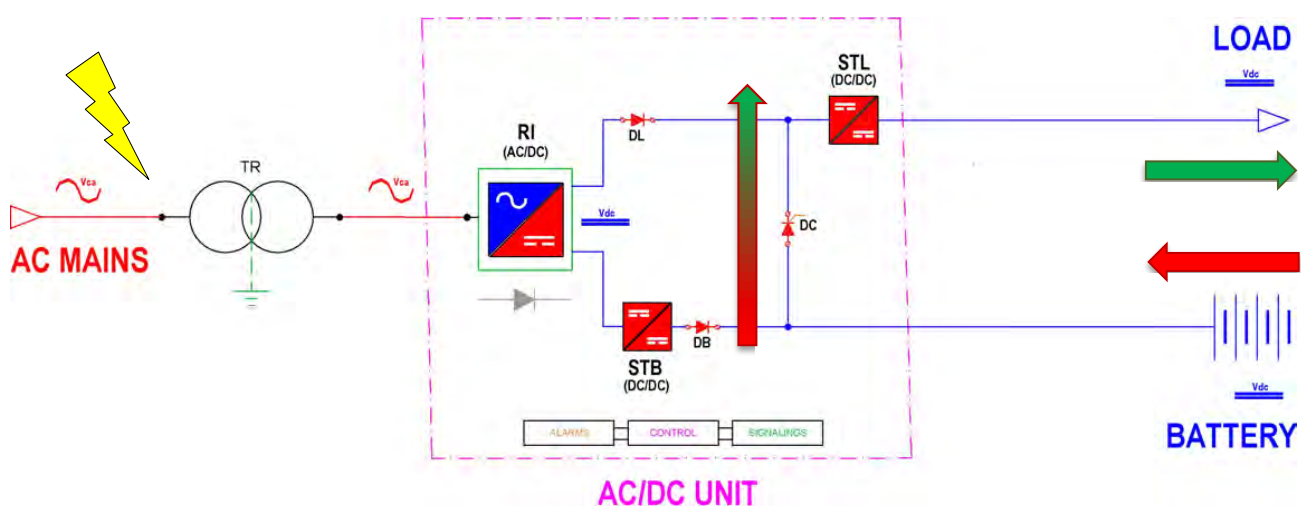 LOAD
Vdc
STL
(DC/DC)
RI
(AC/DC)
DL
TR
Vca
Vca
Vdc
DC
AC MAINS
DB
STB
(DC/DC)
Vdc
BATTERY
ALARMS
CONTROL
SIGNALINGS
AC/DC UNIT